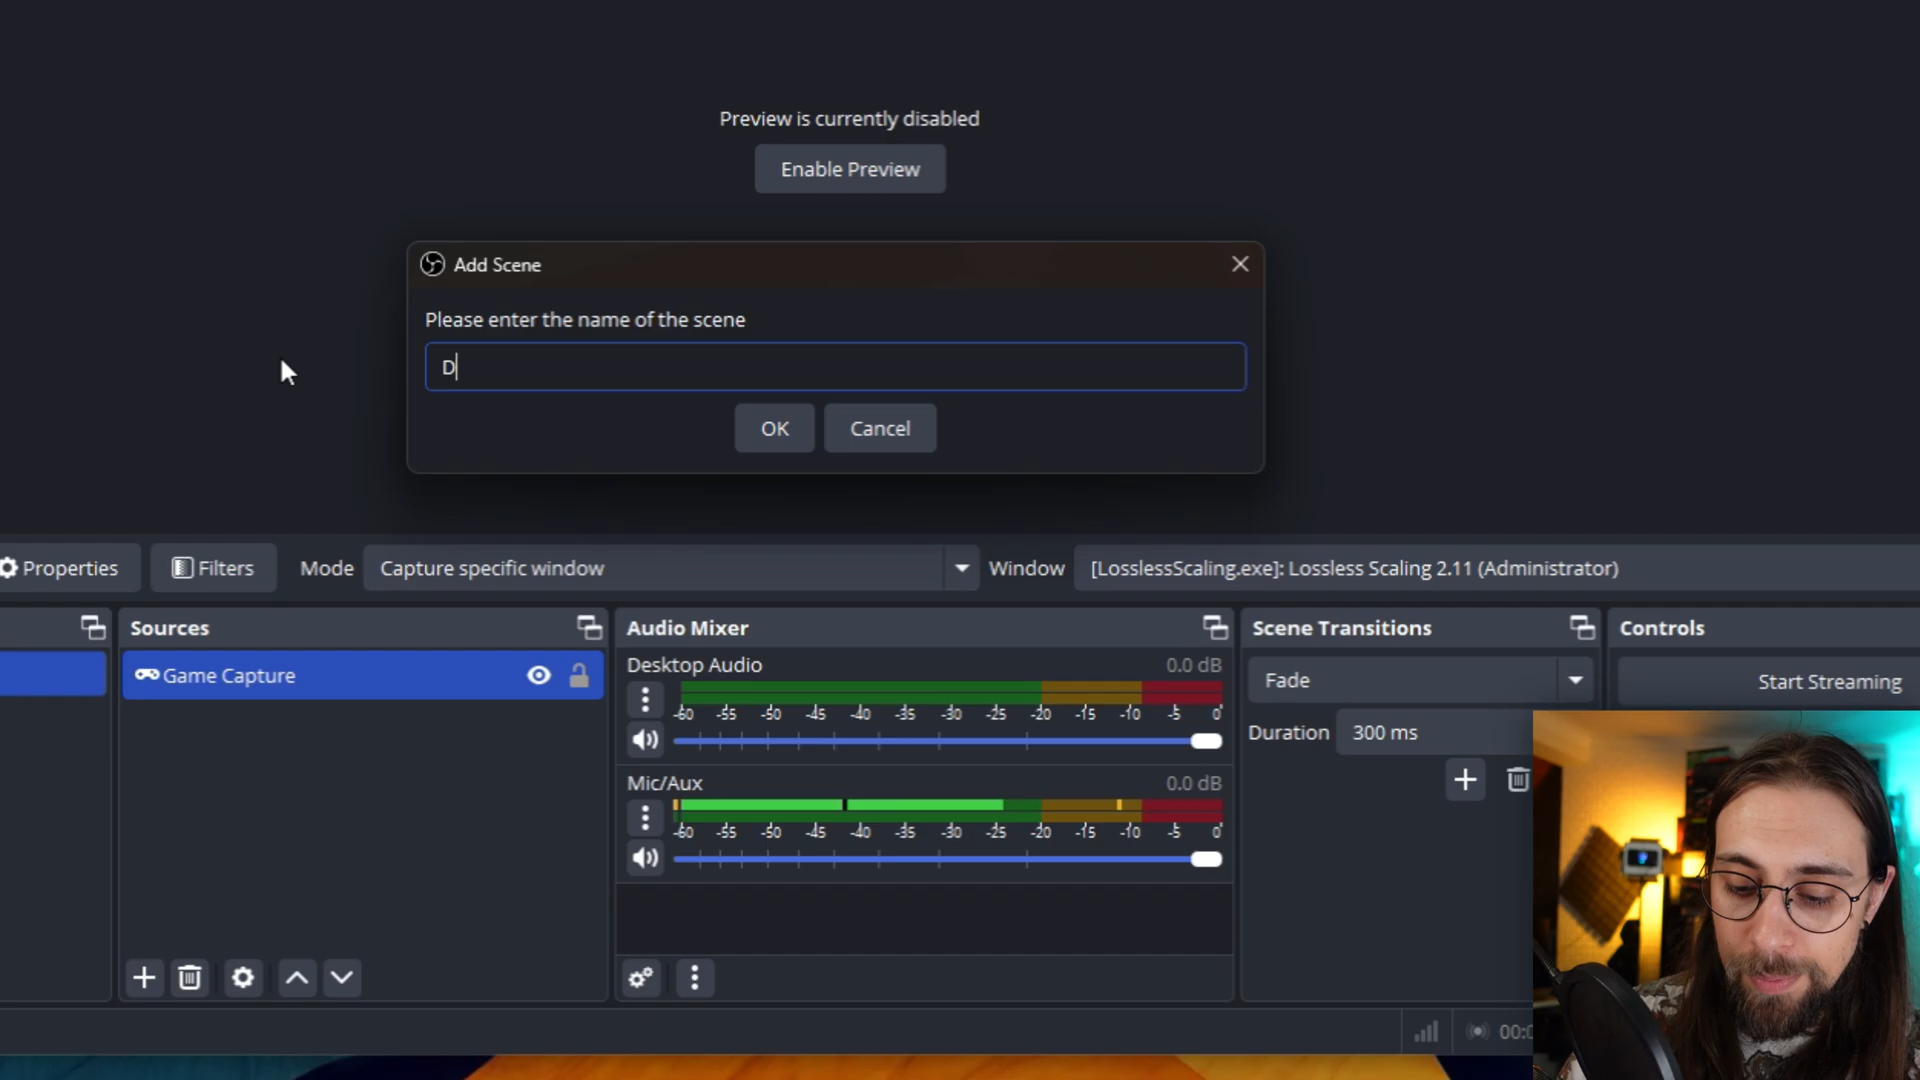 Preview is currently disabled
Enable Preview
Add Scene
Please enter the name of the scene
D
OK
Cancel
Properties
Filters
Mode
Capture specific window
Window
[LosslessScaling.exe]: Lossless Scaling 2.11 (Administrator)
Sources
Audio Mixer
Scene Transitions
Controls
Game Capture
Desktop Audio
0.0 dB
-60 -55 -50 -45 -40 -35 -30 -25 -20 -15 -10 -5 0
Mic/Aux
0.0 dB
-60 -55 -50 -45 -40 -35 -30 -25 -20 -15 -10 -5 0
Fade
Duration
300 ms
Start Streaming
00: